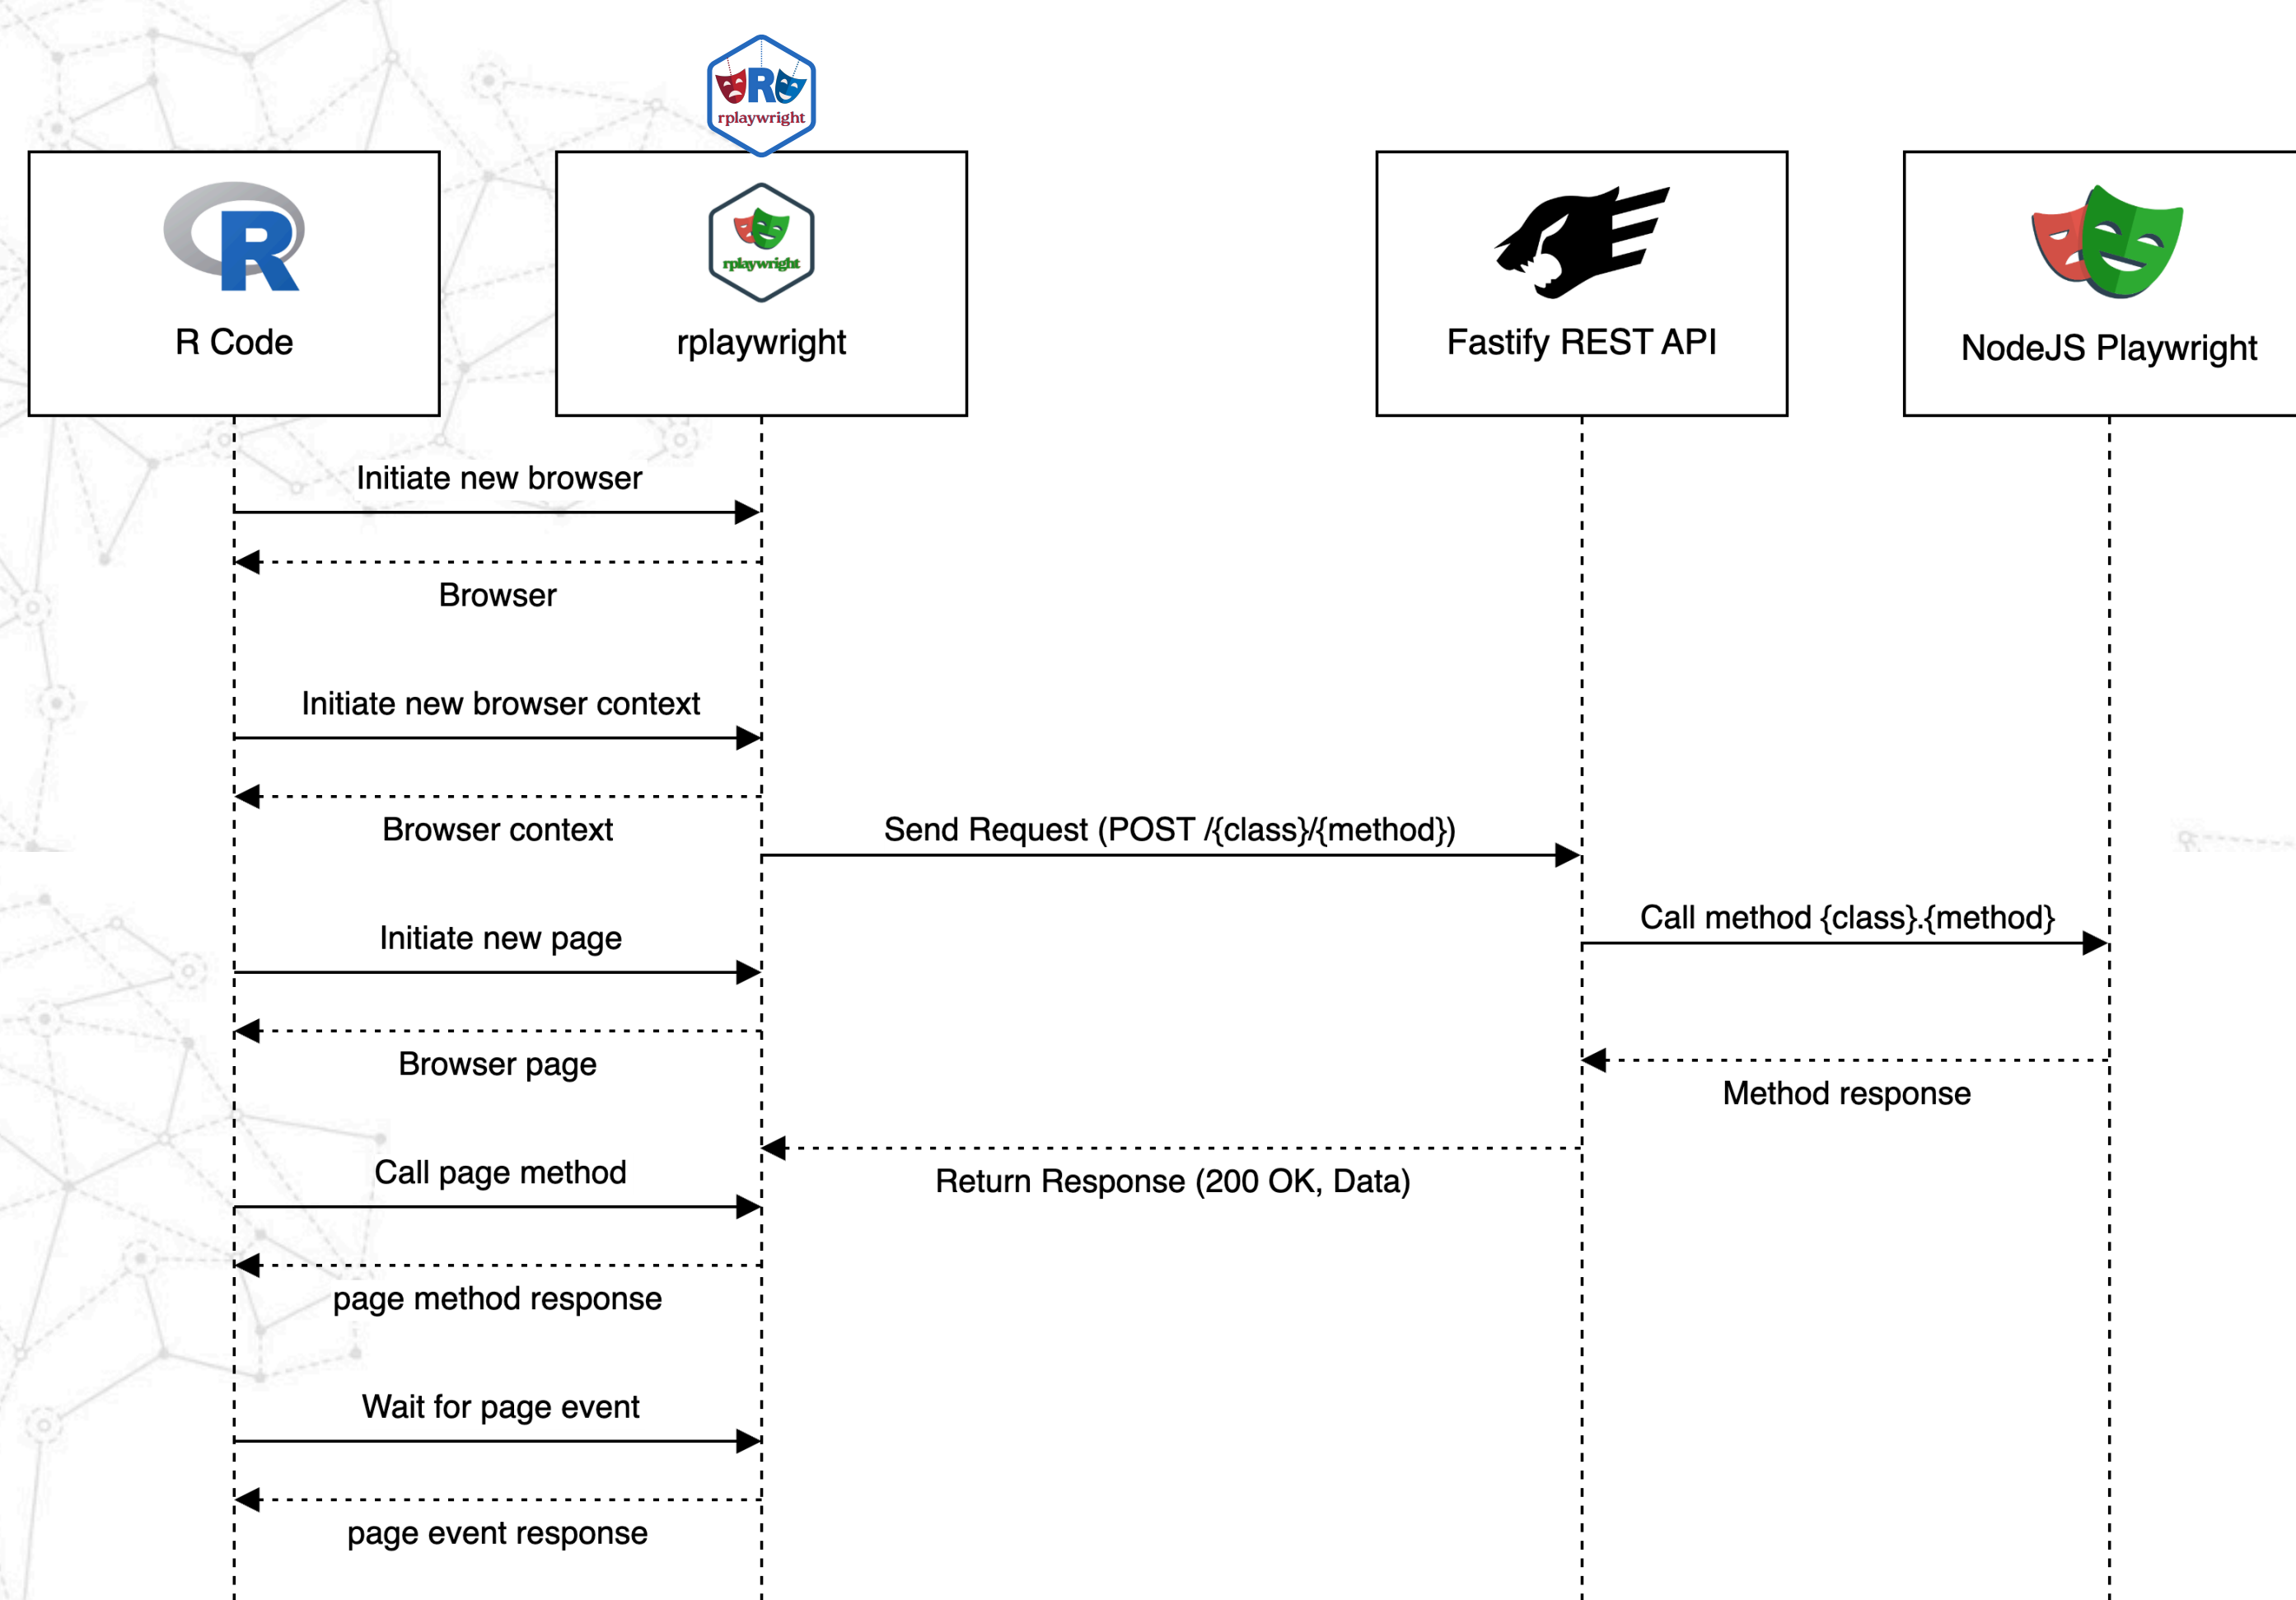 R
rplaywright
R
R Code
rplaywright
rplaywright
Fastify REST API
NodeJS Playwright
Initiate new browser
Browser
Initiate new browser context
Browser context
Send Request (POST /{class}/{method})
Initiate new page
Call method {class}.{method}
Browser page
Method response
Call page method
Return Response (200 OK, Data)
page method response
Wait for page event
page event response